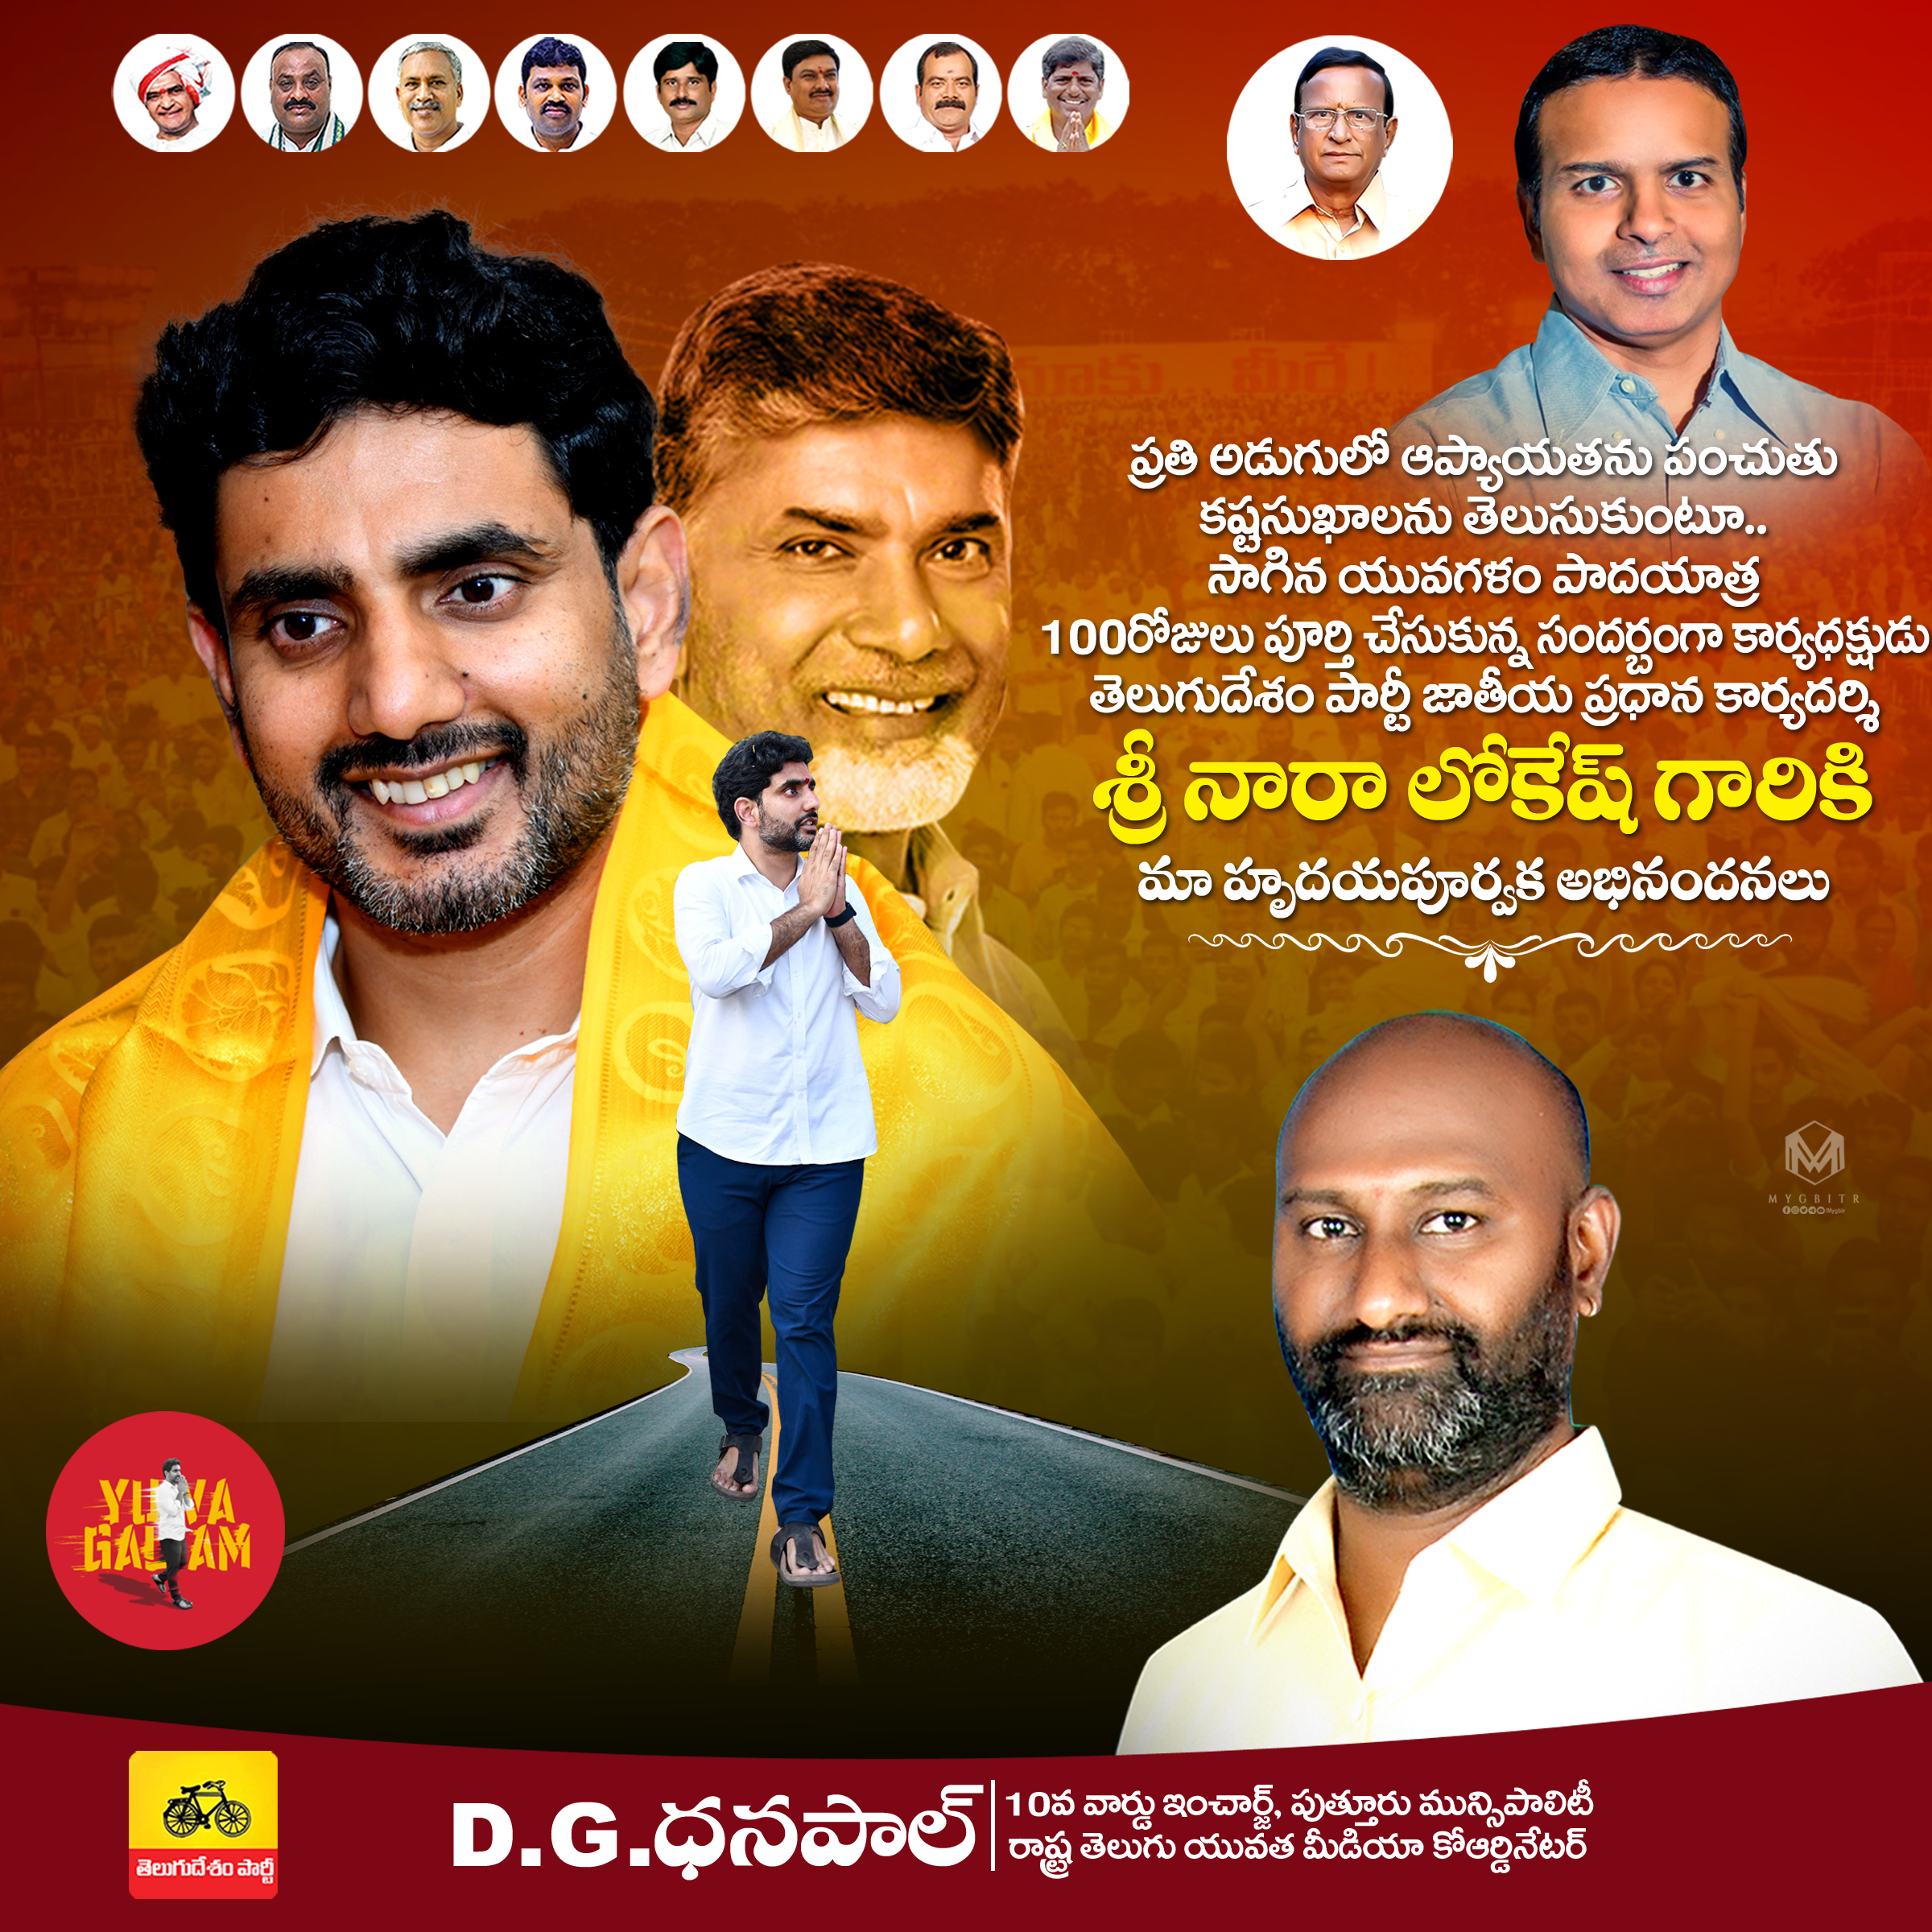 మాకు... మీరే!
ప్రతి అడుగులో ఆప్యాయతను పంచుతు
కష్టసుఖాలను తెలుసుకుంటూ..
సాగిన యువగళం పాదయాత్ర
100రోజులు పూర్తి చేసుకున్న సందర్భంగా కార్యధక్షుడు
తెలుగుదేశం పార్టీ జాతీయ ప్రధాన కార్యదర్శి
శ్రీ నారా లోకేష్ గారికి
మా హృదయపూర్వక అభినందనలు
MYGBITR
YUVA
GALAM
తెలుగుదేశం పార్టీ
D.G.ధనపాల్
10వ వార్డు ఇంచార్జ్, పుత్తూరు మున్సిపాలిటీ
రాష్ట్ర తెలుగు యువత మీడియా కోఆర్డినేటర్